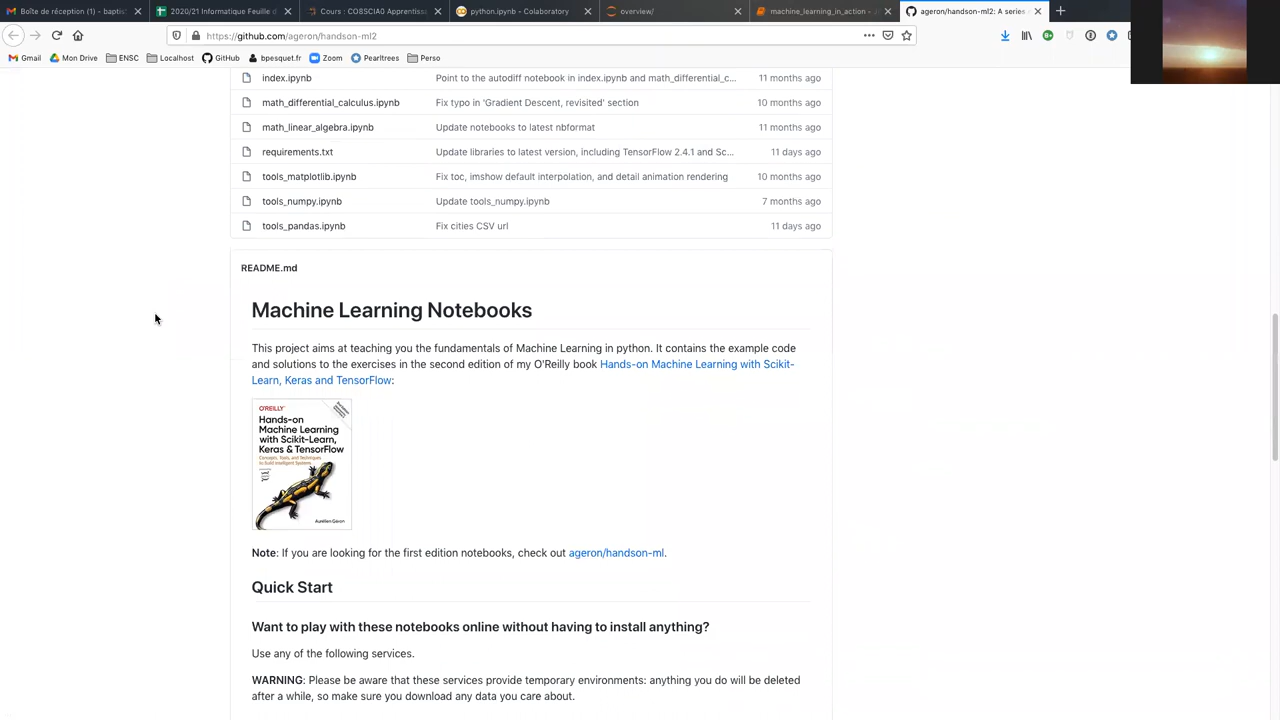 Boîte de réception (1) - baptis
2020/21 Informatique Feuille d
Cours : CO8SCIA0 Apprentissa
python.ipynb - Colaboratory
overview/
machine_learning_in_action - J
ageron/handson-ml2: A series
https://github.com/ageron/handson-ml2
Gmail Mon Drive ENSC Localhost GitHub bpesquet.fr Zoom Pearltrees Perso
index.ipynb Point to the autodiff notebook in index.ipynb and math_differential_c... 11 months ago
math_differential_calculus.ipynb Fix typo in 'Gradient Descent, revisited' section 10 months ago
math_linear_algebra.ipynb Update notebooks to latest nbformat 11 months ago
requirements.txt Update libraries to latest version, including TensorFlow 2.4.1 and Sc... 11 days ago
tools_matplotlib.ipynb Fix toc, imshow default interpolation, and detail animation rendering 10 months ago
tools_numpy.ipynb Update tools_numpy.ipynb 7 months ago
tools_pandas.ipynb Fix cities CSV url 11 days ago
README.md
Machine Learning Notebooks
This project aims at teaching you the fundamentals of Machine Learning in python. It contains the example code
and solutions to the exercises in the second edition of my O'Reilly book Hands-on Machine Learning with Scikit-
Learn, Keras and TensorFlow:
O'REILLY
Hands-on
Machine Learning
with Scikit-Learn,
Keras & TensorFlow
Concepts, Tools, and Techniques
to Build Intelligent Systems
Aurélien Géron
Note: If you are looking for the first edition notebooks, check out ageron/handson-ml.
Quick Start
Want to play with these notebooks online without having to install anything?
Use any of the following services.
WARNING: Please be aware that these services provide temporary environments: anything you do will be deleted
after a while, so make sure you download any data you care about.